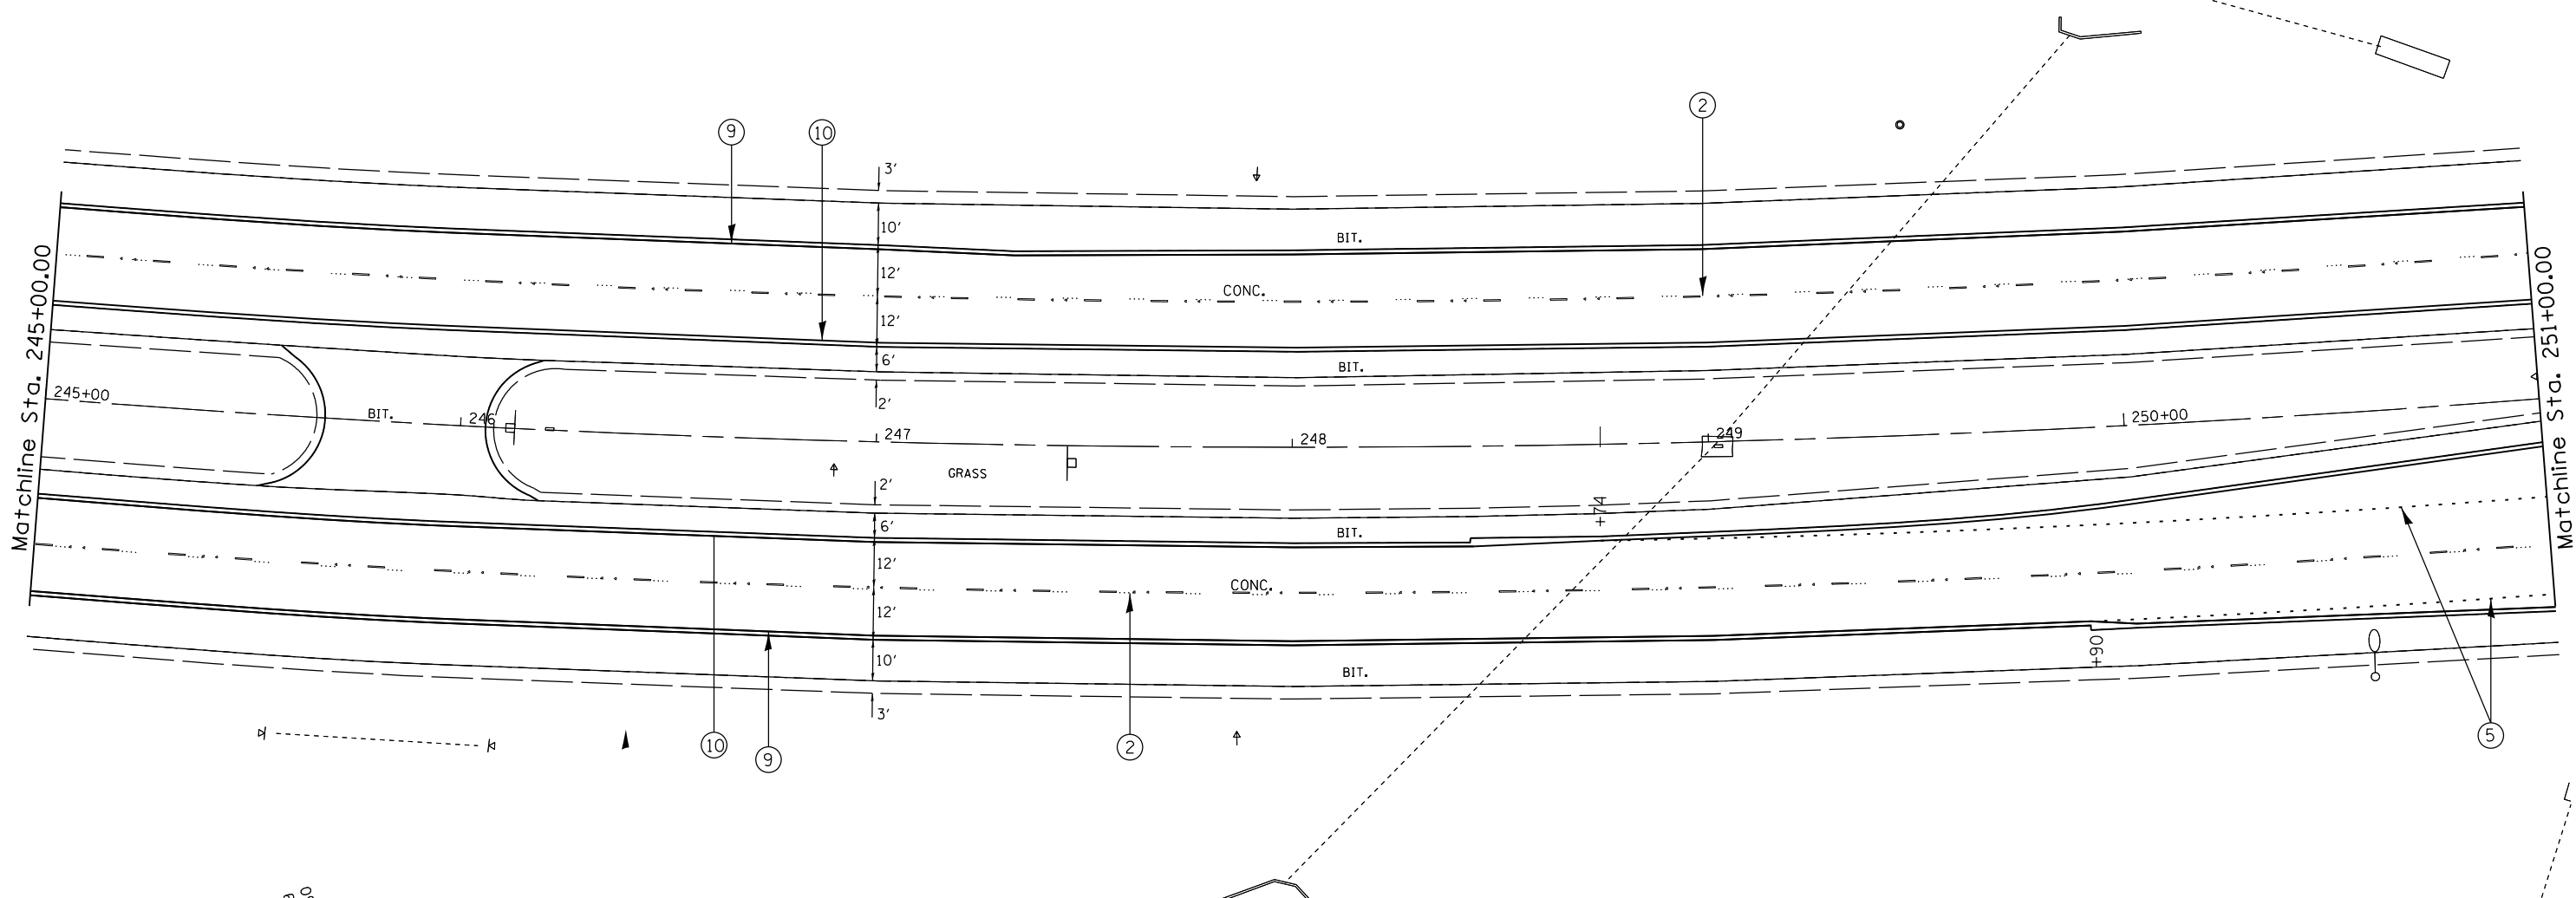 2
9
10
3'
10'
BIT.
12'
CONC.
12'
6'
BIT.
2'
Matchline Sta. 245+00.00
Matchline Sta. 251+00.00
245+00
BIT.
246
247
248
249
250+00
GRASS
2'
+74
6'
BIT.
12'
CONC.
12'
10'
BIT.
+90
3'
10
9
2
5